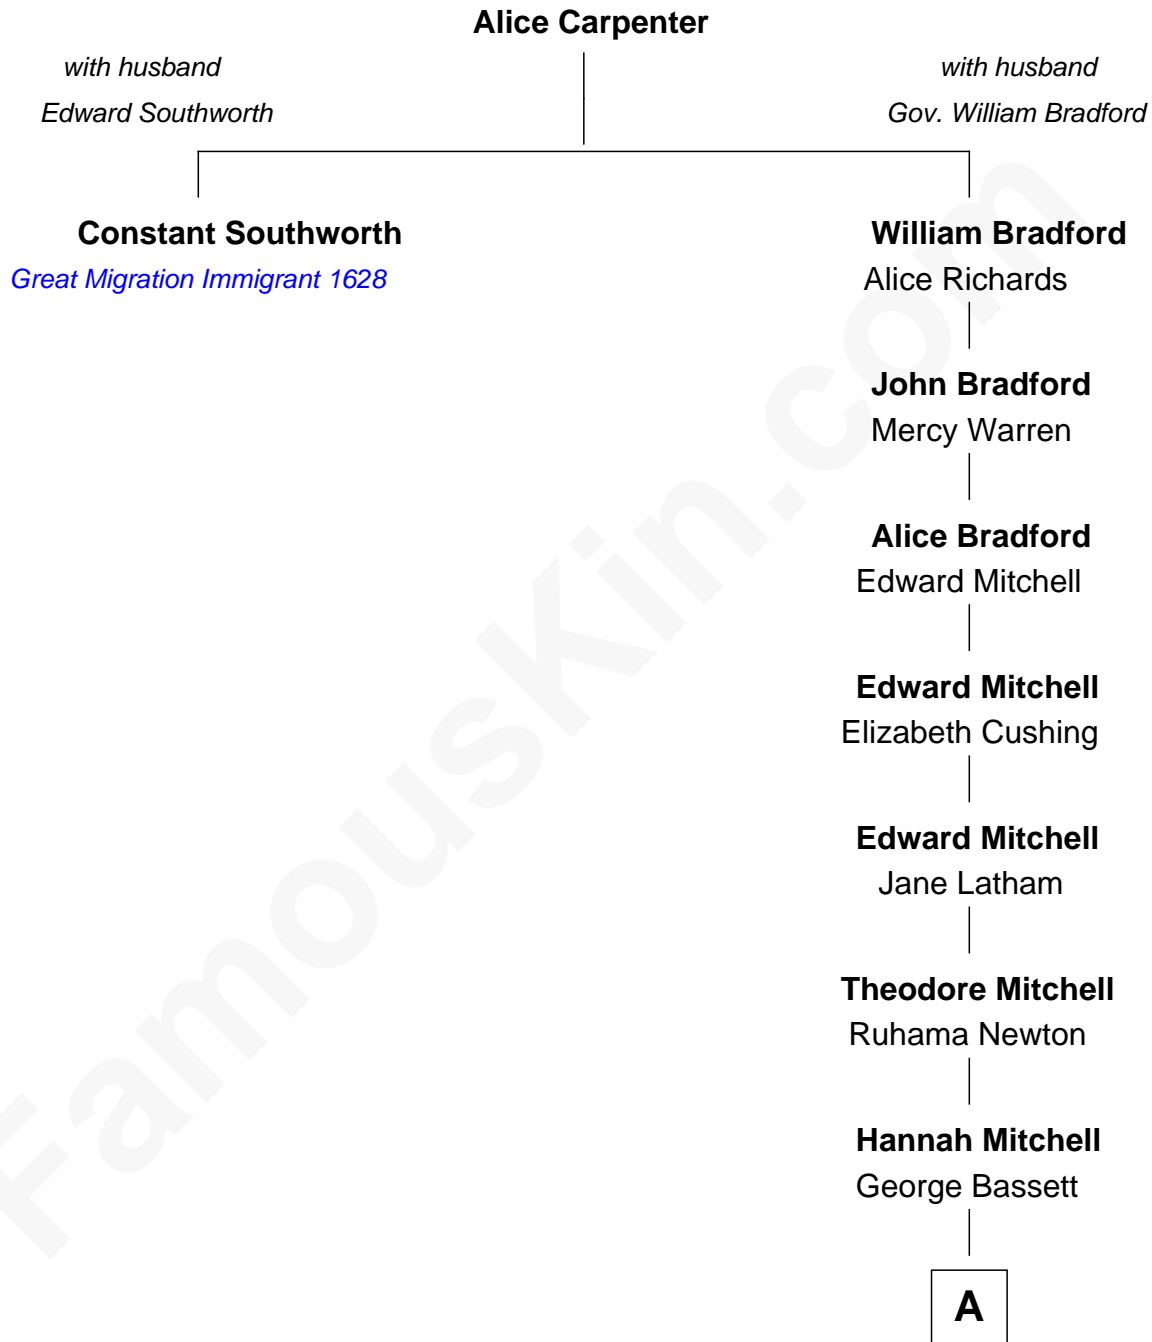 Alice Carpenter
with husband
Edward Southworth
with husband
Gov. William Bradford
Constant Southworth
Great Migration Immigrant 1628
William Bradford
Alice Richards
John Bradford
Mercy Warren
Alice Bradford
Edward Mitchell
Edward Mitchell
Elizabeth Cushing
Edward Mitchell
Jane Latham
Theodore Mitchell
Ruhama Newton
Hannah Mitchell
George Bassett
A
FamousKin.com